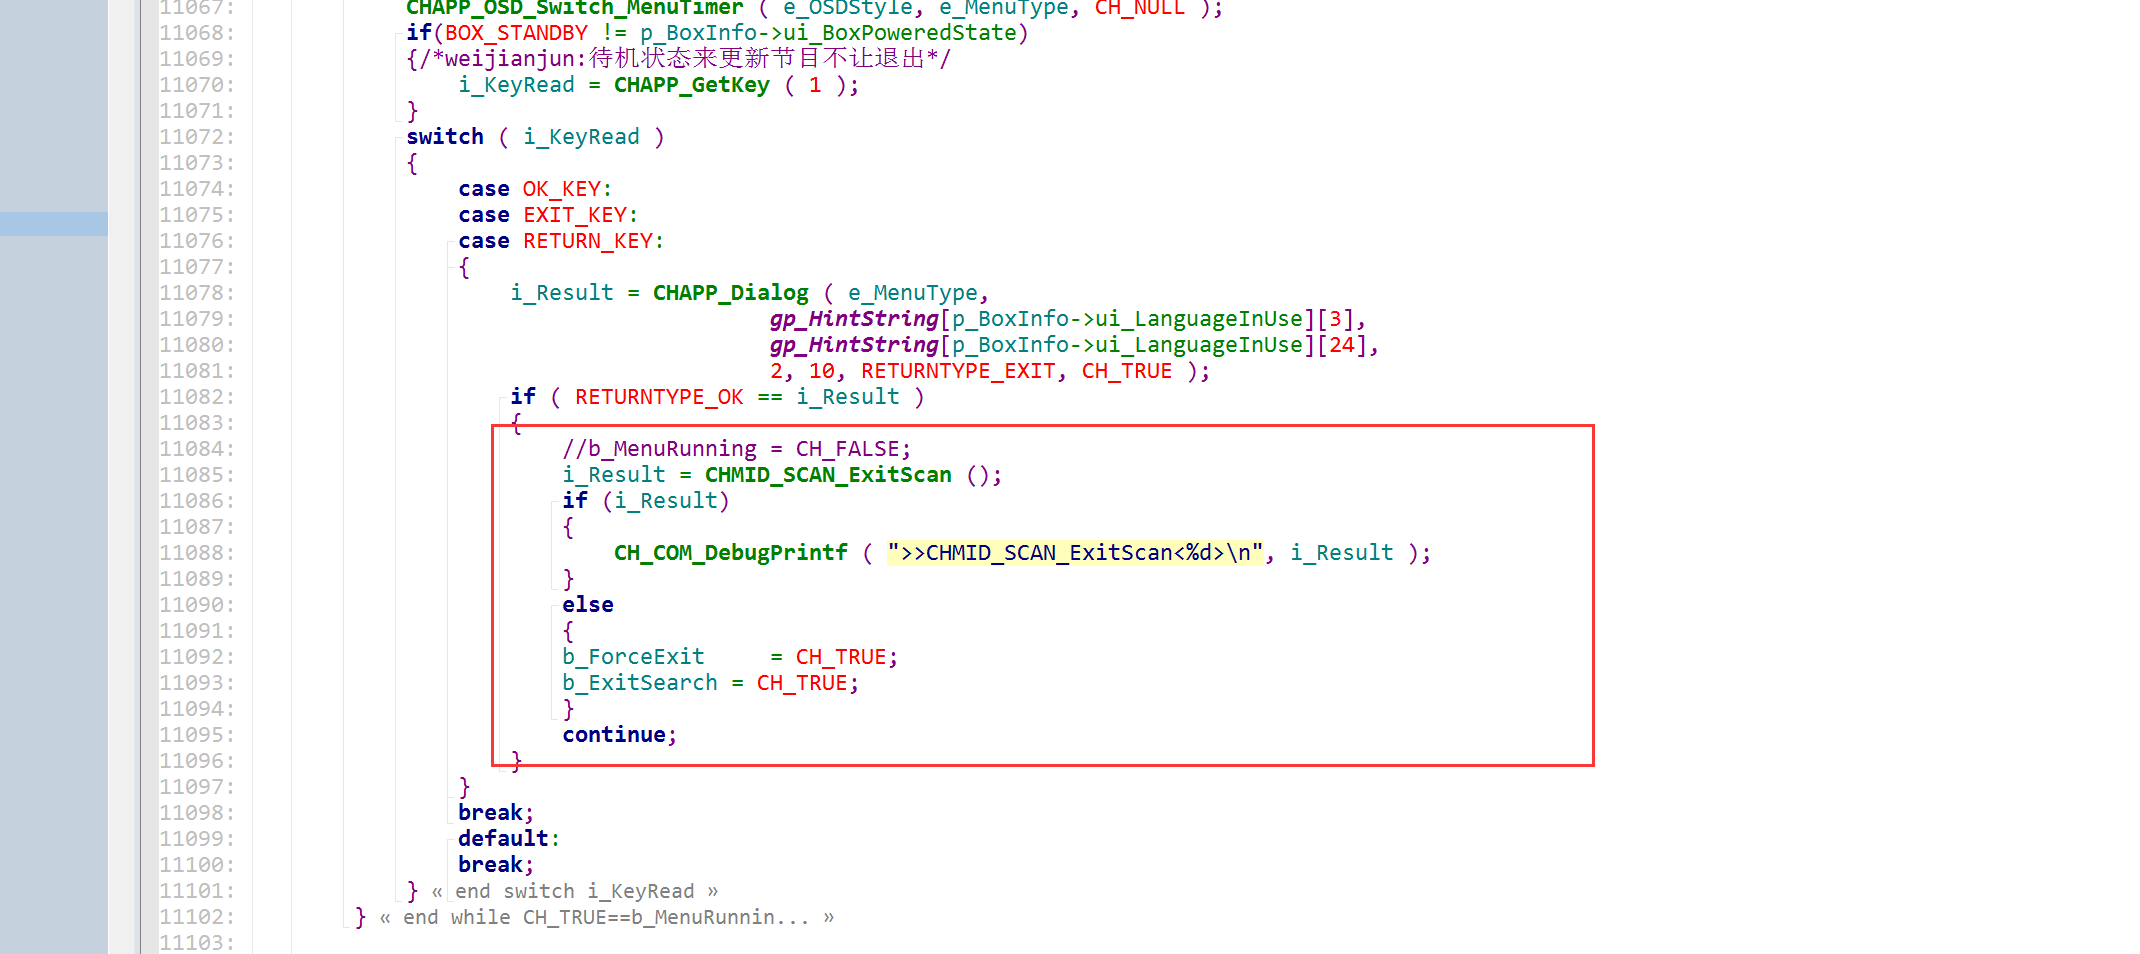 11067: CHAPP_OSD_Switch_MenuTimer ( e_OSDStyle, e_MenuType, CH_NULL );
11068: if(BOX_STANDBY != p_BoxInfo->ui_BoxPoweredState)
11069: {/*weijianjun:待机状态来更新节目不让退出*/
11070: i_KeyRead = CHAPP_GetKey ( 1 );
11071: }
11072: switch ( i_KeyRead )
11073: {
11074: case OK_KEY:
11075: case EXIT_KEY:
11076: case RETURN_KEY:
11077: {
11078: i_Result = CHAPP_Dialog ( e_MenuType,
11079: gp_HintString[p_BoxInfo->ui_LanguageInUse][3],
11080: gp_HintString[p_BoxInfo->ui_LanguageInUse][24],
11081: 2, 10, RETURNTYPE_EXIT, CH_TRUE );
11082: if ( RETURNTYPE_OK == i_Result )
11083: {
11084: //b_MenuRunning = CH_FALSE;
11085: i_Result = CHMID_SCAN_ExitScan ();
11086: if (i_Result)
11087: {
11088: CH_COM_DebugPrintf ( ">>CHMID_SCAN_ExitScan<%d>\n", i_Result );
11089: }
11090: else
11091: {
11092: b_ForceExit     = CH_TRUE;
11093: b_ExitSearch = CH_TRUE;
11094: }
11095: continue;
11096: }
11097: }
11098: break;
11099: default:
11100: break;
11101: } « end switch i_KeyRead »
11102: } « end while CH_TRUE==b_MenuRunnin... »
11103: